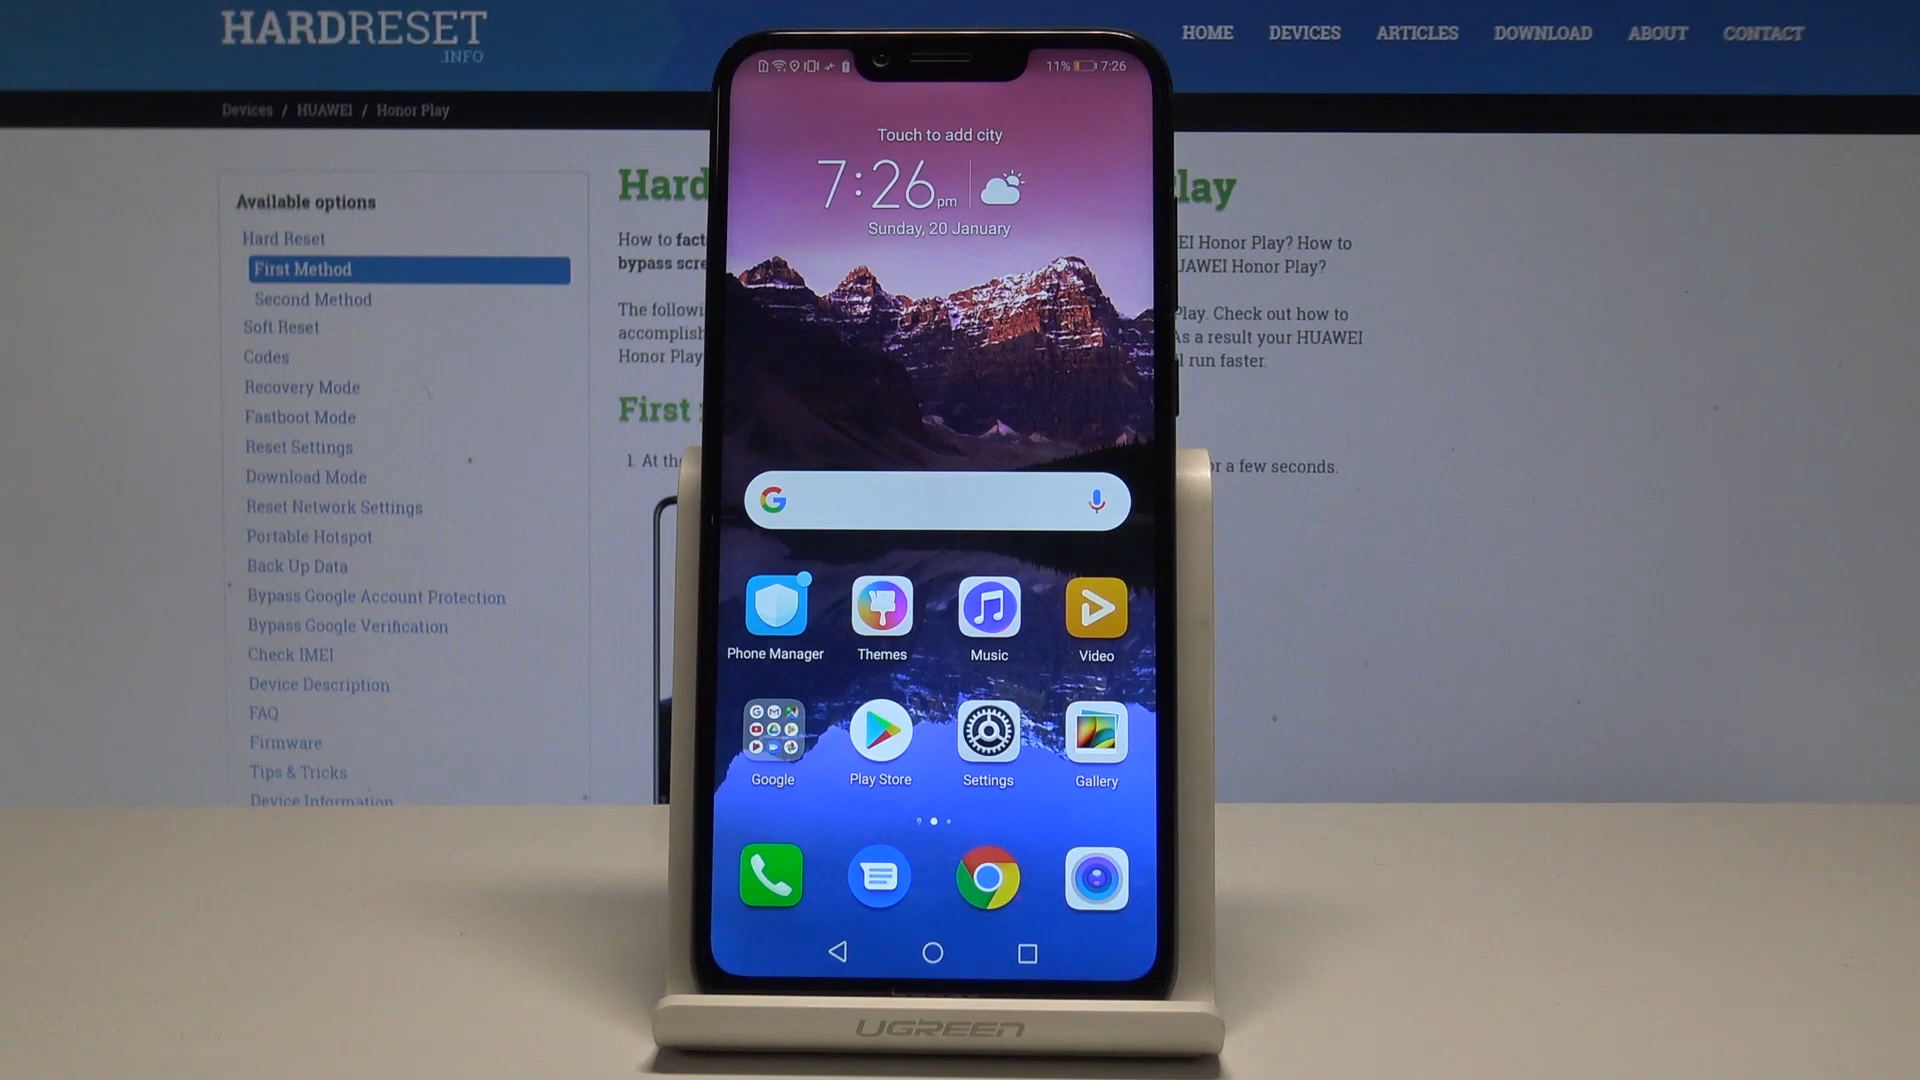 HARDRESET
.INFO
HOME DEVICES ARTICLES DOWNLOAD ABOUT CONTACT
Devices / HUAWEI / Honor Play
Available options
Hard Reset
First Method
Second Method
Soft Reset
Codes
Recovery Mode
Fastboot Mode
Reset Settings
Download Mode
Reset Network Settings
Portable Hotspot
Back Up Data
Bypass Google Account Protection
Bypass Google Verification
Check IMEI
Device Description
FAQ
Firmware
Tips & Tricks
Device Information
Hard
lay
How to fact
EI Honor Play? How to
bypass scre
UAWEI Honor Play?
The followi
Play. Check out how to
accomplish
As a result your HUAWEI
Honor Play
l run faster.
First
1. At the
or a few seconds.
11% 7:26
Touch to add city
7:26 pm
Sunday, 20 January
Phone Manager Themes Music Video
Google Play Store Settings Gallery
UGREEN